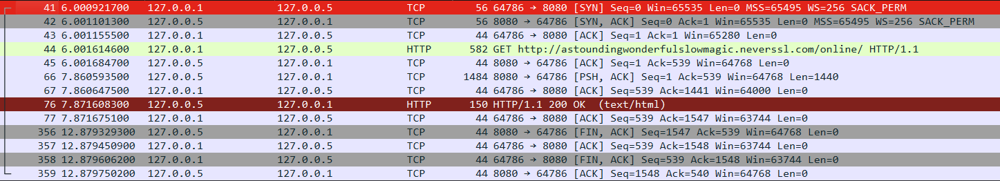 41 6.000921700 127.0.0.1 127.0.0.5 TCP 56 64786 → 8080 [SYN] Seq=0 Win=65535 Len=0 MSS=65495 WS=256 SACK_PERM
42 6.001101300 127.0.0.5 127.0.0.1 TCP 56 8080 → 64786 [SYN, ACK] Seq=0 Ack=1 Win=65535 Len=0 MSS=65495 WS=256 SACK_PERM
43 6.001155500 127.0.0.1 127.0.0.5 TCP 44 64786 → 8080 [ACK] Seq=1 Ack=1 Win=65280 Len=0
44 6.001614600 127.0.0.1 127.0.0.5 HTTP 582 GET http://astoundingwonderfulslowmagic.neverssl.com/online/ HTTP/1.1
45 6.001684700 127.0.0.5 127.0.0.1 TCP 44 8080 → 64786 [ACK] Seq=1 Ack=539 Win=64768 Len=0
66 7.860593500 127.0.0.5 127.0.0.1 TCP 1484 8080 → 64786 [PSH, ACK] Seq=1 Ack=539 Win=64768 Len=1440
67 7.860647500 127.0.0.1 127.0.0.5 TCP 44 64786 → 8080 [ACK] Seq=539 Ack=1441 Win=64000 Len=0
76 7.871608300 127.0.0.5 127.0.0.1 HTTP 150 HTTP/1.1 200 OK (text/html)
77 7.871675100 127.0.0.1 127.0.0.5 TCP 44 64786 → 8080 [ACK] Seq=539 Ack=1547 Win=63744 Len=0
356 12.879329300 127.0.0.5 127.0.0.1 TCP 44 8080 → 64786 [FIN, ACK] Seq=1547 Ack=539 Win=64768 Len=0
357 12.879450900 127.0.0.1 127.0.0.5 TCP 44 64786 → 8080 [ACK] Seq=539 Ack=1548 Win=63744 Len=0
358 12.879606200 127.0.0.1 127.0.0.5 TCP 44 64786 → 8080 [FIN, ACK] Seq=539 Ack=1548 Win=63744 Len=0
359 12.879750200 127.0.0.5 127.0.0.1 TCP 44 8080 → 64786 [ACK] Seq=1548 Ack=540 Win=64768 Len=0